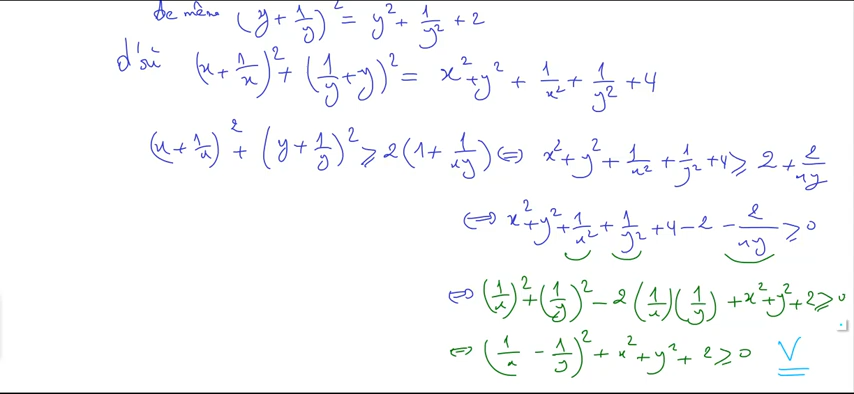 de même (y + 1/y)² = y² + 1/y² + 2
d'où (x + 1/x)² + (1/y + y)² = x² + y² + 1/x² + 1/y² + 4
(x + 1/x)² + (y + 1/y)² ⩾ 2(1 + 1/xy) ⇔ x² + y² + 1/x² + 1/y² + 4 ⩾ 2 + 2/xy
⇔ x² + y² + 1/x² + 1/y² + 4 - 2 - 2/xy ⩾ 0
⇔ (1/x)² + (1/y)² - 2(1/x)(1/y) + x² + y² + 2 ⩾ 0
⇔ (1/x - 1/y)² + x² + y² + 2 ⩾ 0 V